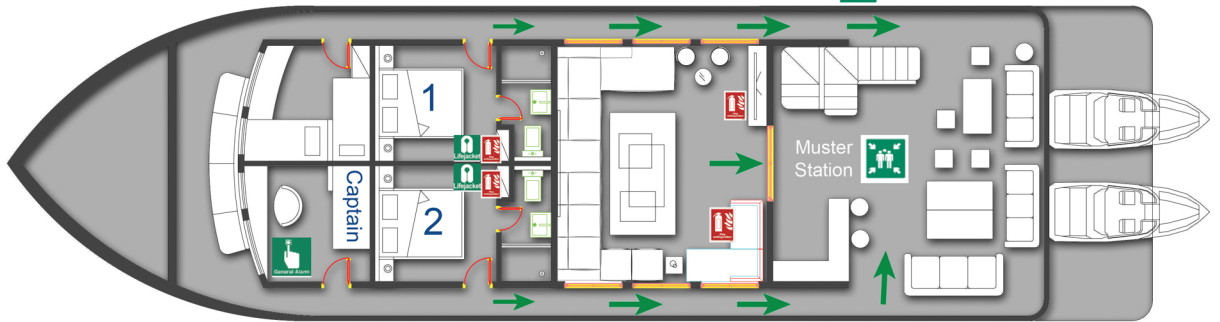 1
Lifejacket
Lifejacket
2
Captain
General Alarm
Muster
Station